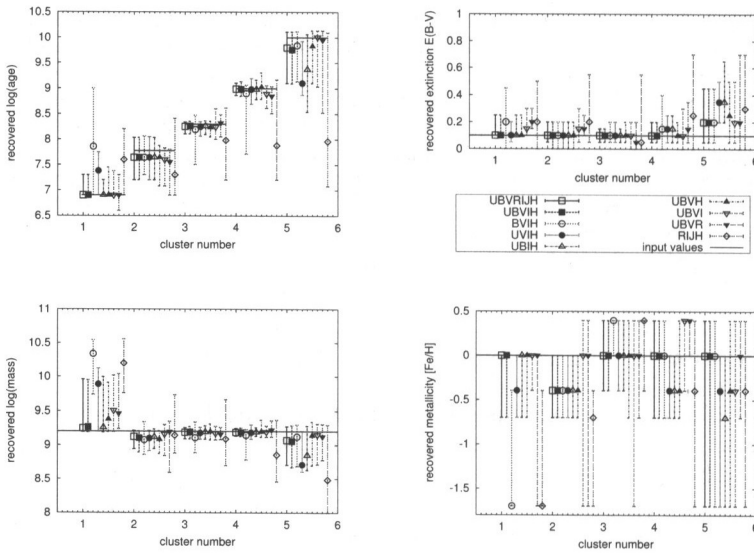 recovered log(age)
10.5
10
9.5
9
8.5
8
7.5
7
6.5
1 2 3 4 5 6
cluster number
recovered extinction E(B-V)
1
0.8
0.6
0.4
0.2
0
1 2 3 4 5 6
cluster number
UBVRIJH
UBVIH
BVIH
UVIH
UBIH
UBVH
UBVI
UBVR
RIJH
input values
recovered log(mass)
11
10.5
10
9.5
9
8.5
8
1 2 3 4 5 6
cluster number
recovered metallicity [Fe/H]
0.5
0
-0.5
-1
-1.5
1 2 3 4 5 6
cluster number